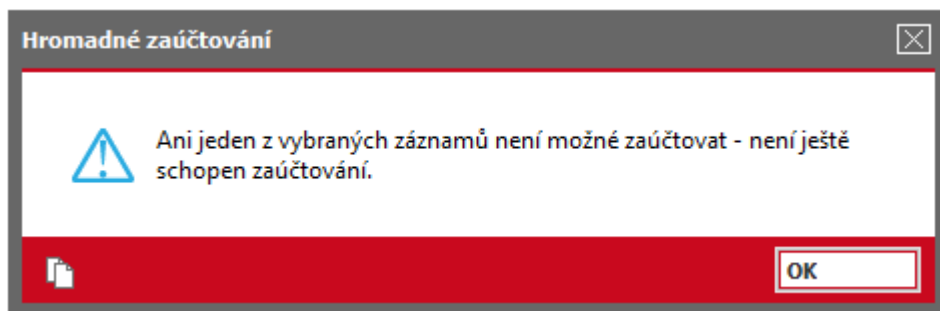 Hromadné zaúčtování
Ani jeden z vybraných záznamů není možné zaúčtovat - není ještě
schopen zaúčtování.
OK